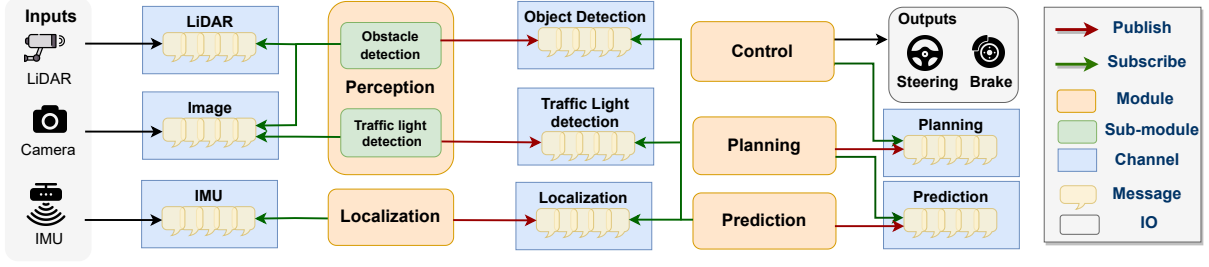 Inputs
LiDAR
Camera
IMU
LiDAR
Image
IMU
Obstacle
detection
Perception
Traffic light
detection
Localization
Object Detection
Traffic Light
detection
Localization
Control
Planning
Prediction
Outputs
Steering
Brake
Planning
Prediction
Publish
Subscribe
Module
Sub-module
Channel
Message
IO